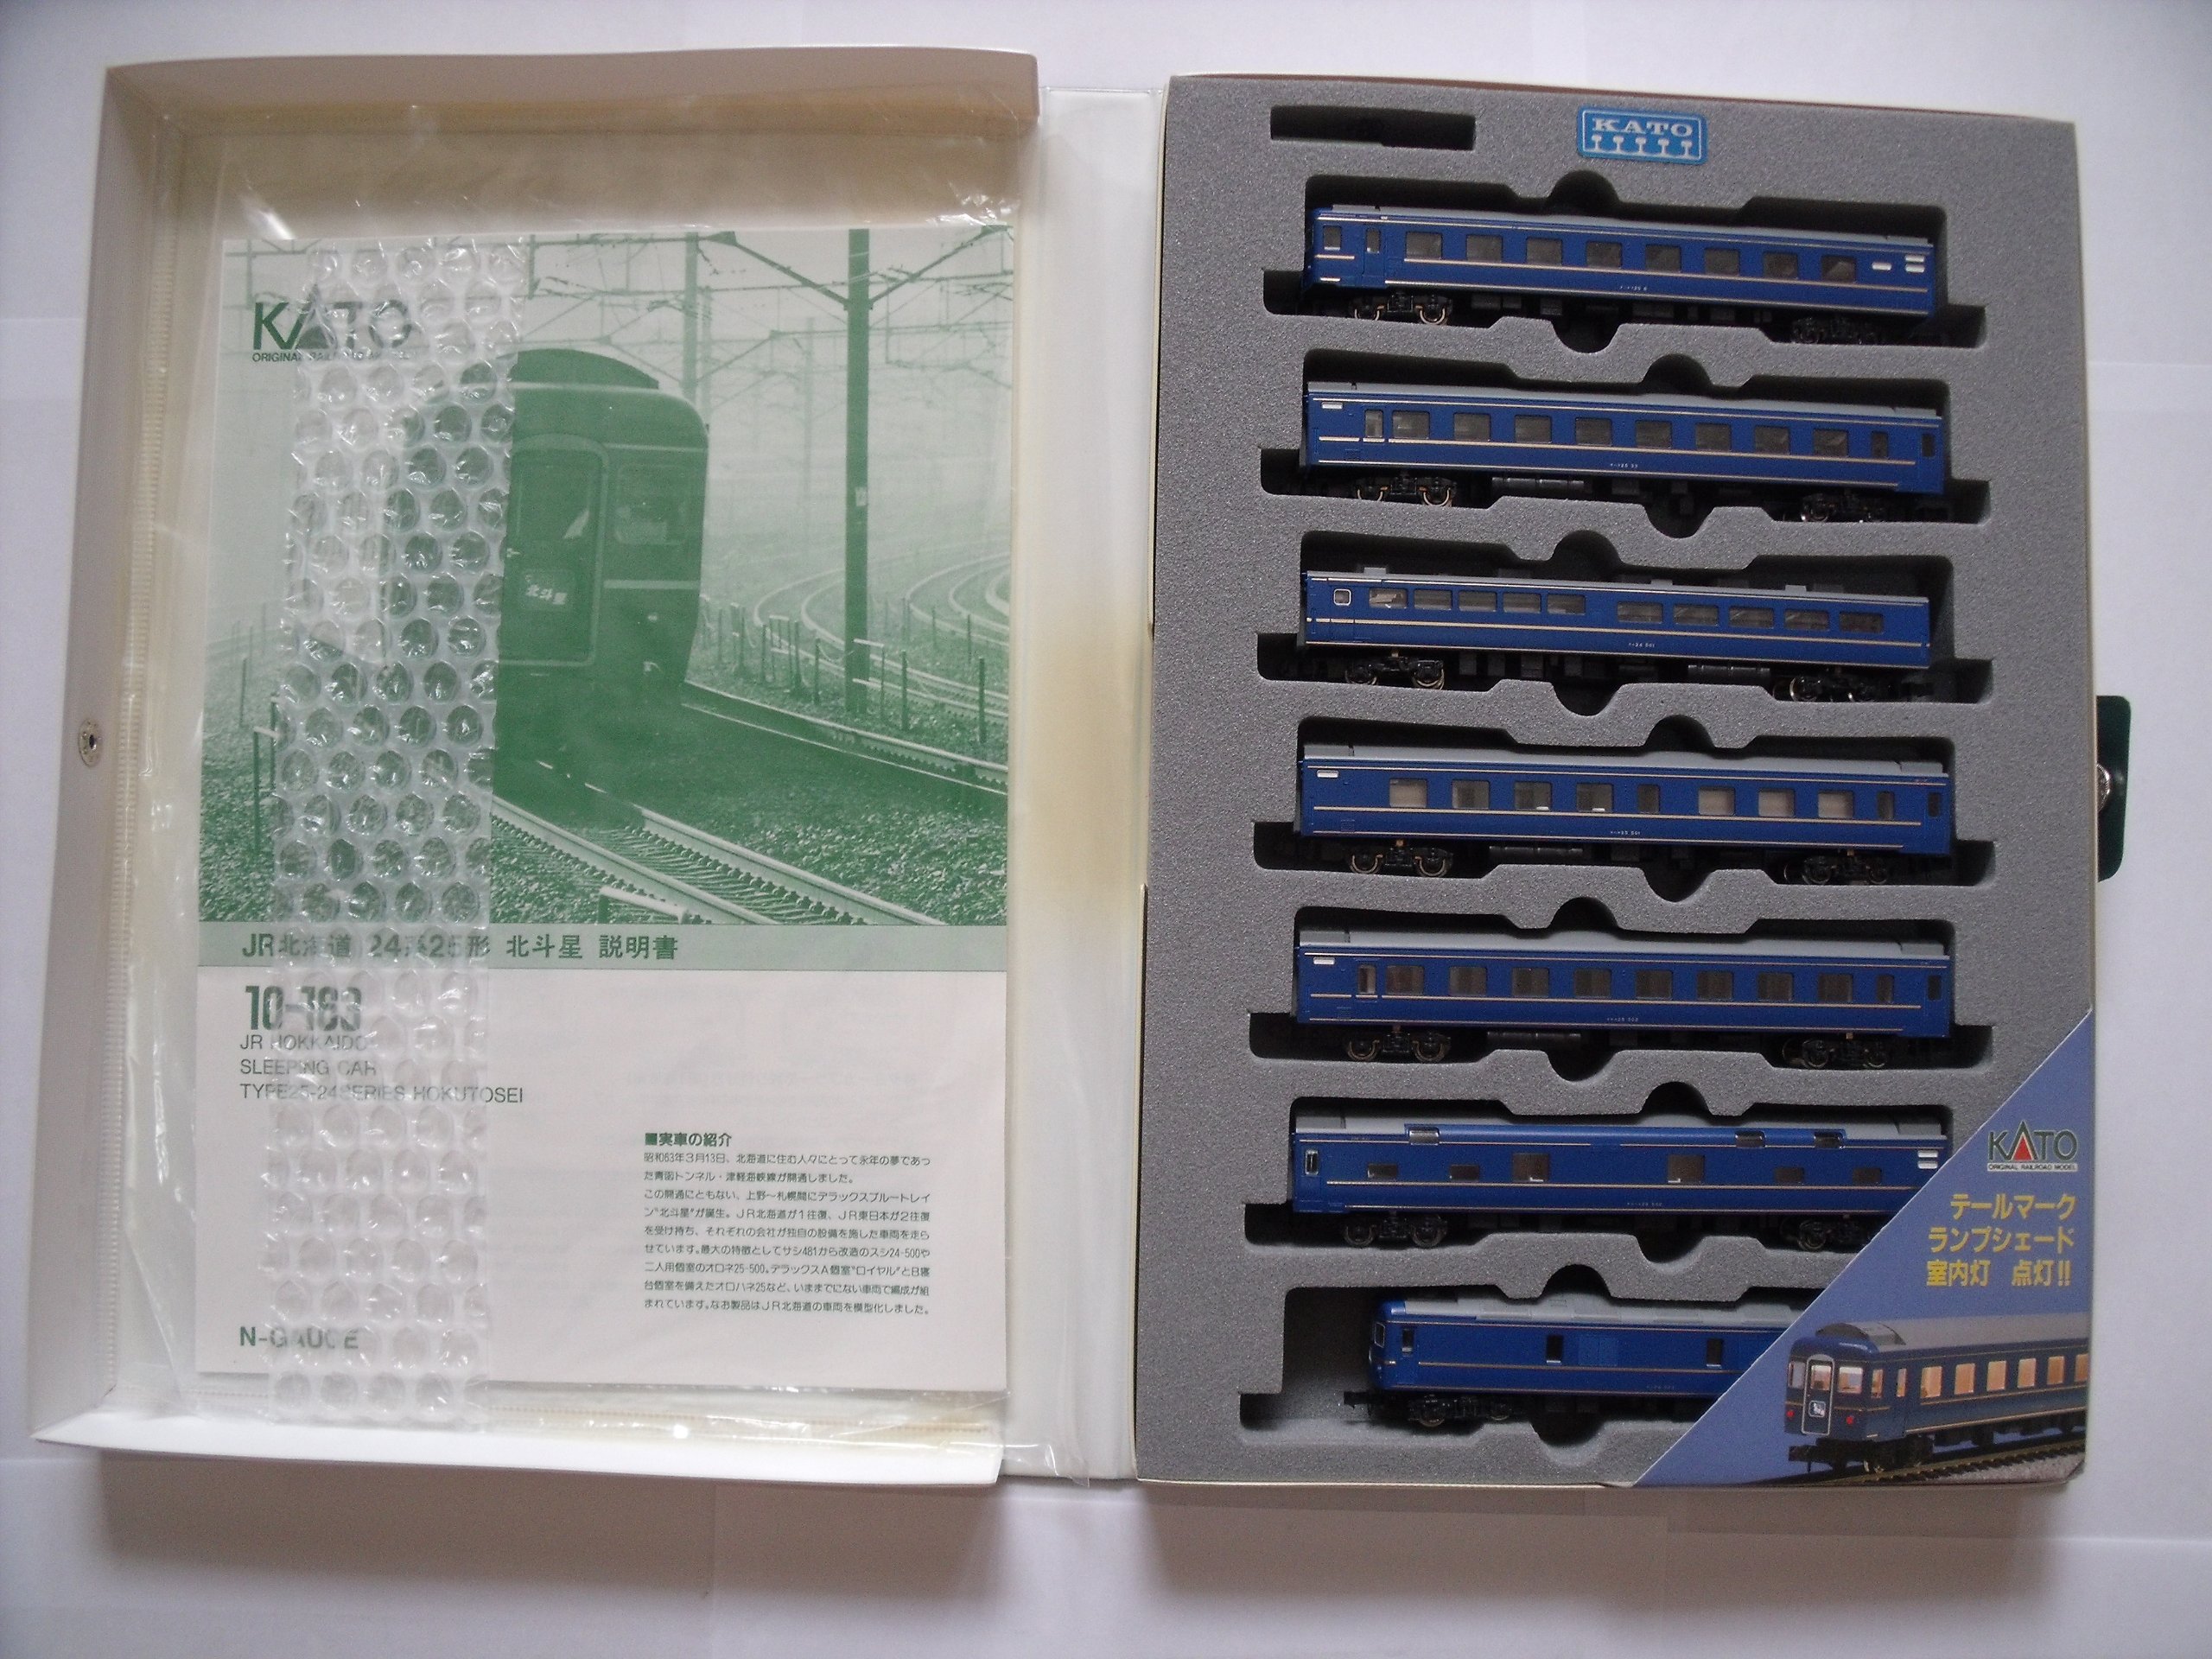 KATO
北斗星
JR北海道 24系25形 北斗星 説明書
10-183
JR HOKKAIDO
SLEEPING CAR
TYPE25-24SERIES HOKUTOSEI
■実車の紹介
昭和63年3月13日、北海道に住む人々にとって永年の夢であっ
た青函トンネル・津軽海峡線が開通しました。
この開通にともない、上野〜札幌間にデラックスブルートレイ
ン"北斗星"が誕生。JR北海道が1往復、JR東日本が2往復
を受け持ち、それぞれの会社が独自の設備を施した車両を走ら
せています。最大の特徴としてサシ481から改造のスシ24-500や
二人用個室のオロネ25-500。デラックスA個室"ロイヤル"とB寝
台個室を備えたオロハネ25など、いままでにない車両で編成が組
まれています。なお製品はJR北海道の車両を模型化しました。
N-GAUGE
KATO
KATO
ORIGINAL RAILROAD MODEL
テールマーク
ランプシェード
室内灯 点灯!!